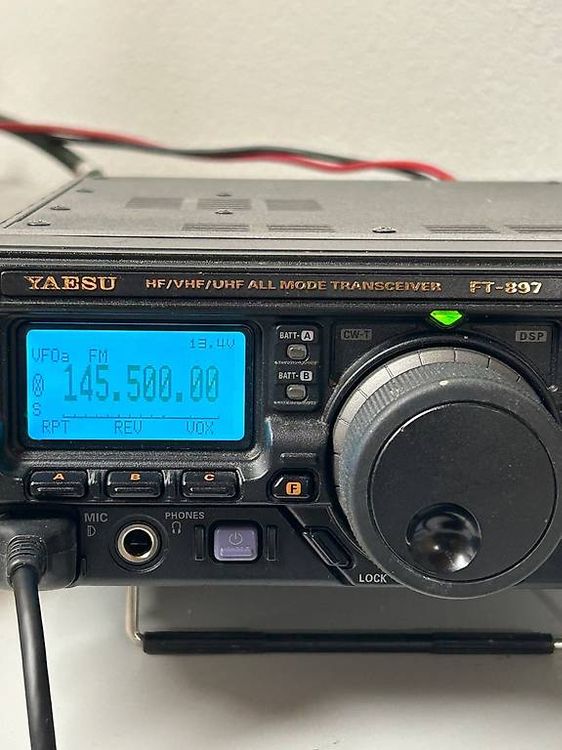 YAESU HF/VHF/UHF ALL MODE TRANSCEIVER FT-897
13.4V
VFOa FM
145.500.00
S
RPT REV VOX
BATT-A
BATT-B
CW-T
DSP
A B C F
MIC PHONES
LOCK